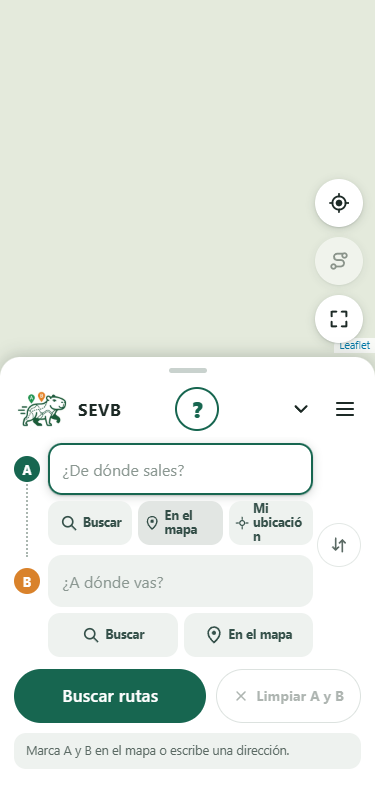 Leaflet
SEVB
?
A
¿De dónde sales?
Buscar
En el
mapa
Mi
ubicació
n
B
¿A dónde vas?
Buscar
En el mapa
Buscar rutas
Limpiar A y B
Marca A y B en el mapa o escribe una dirección.